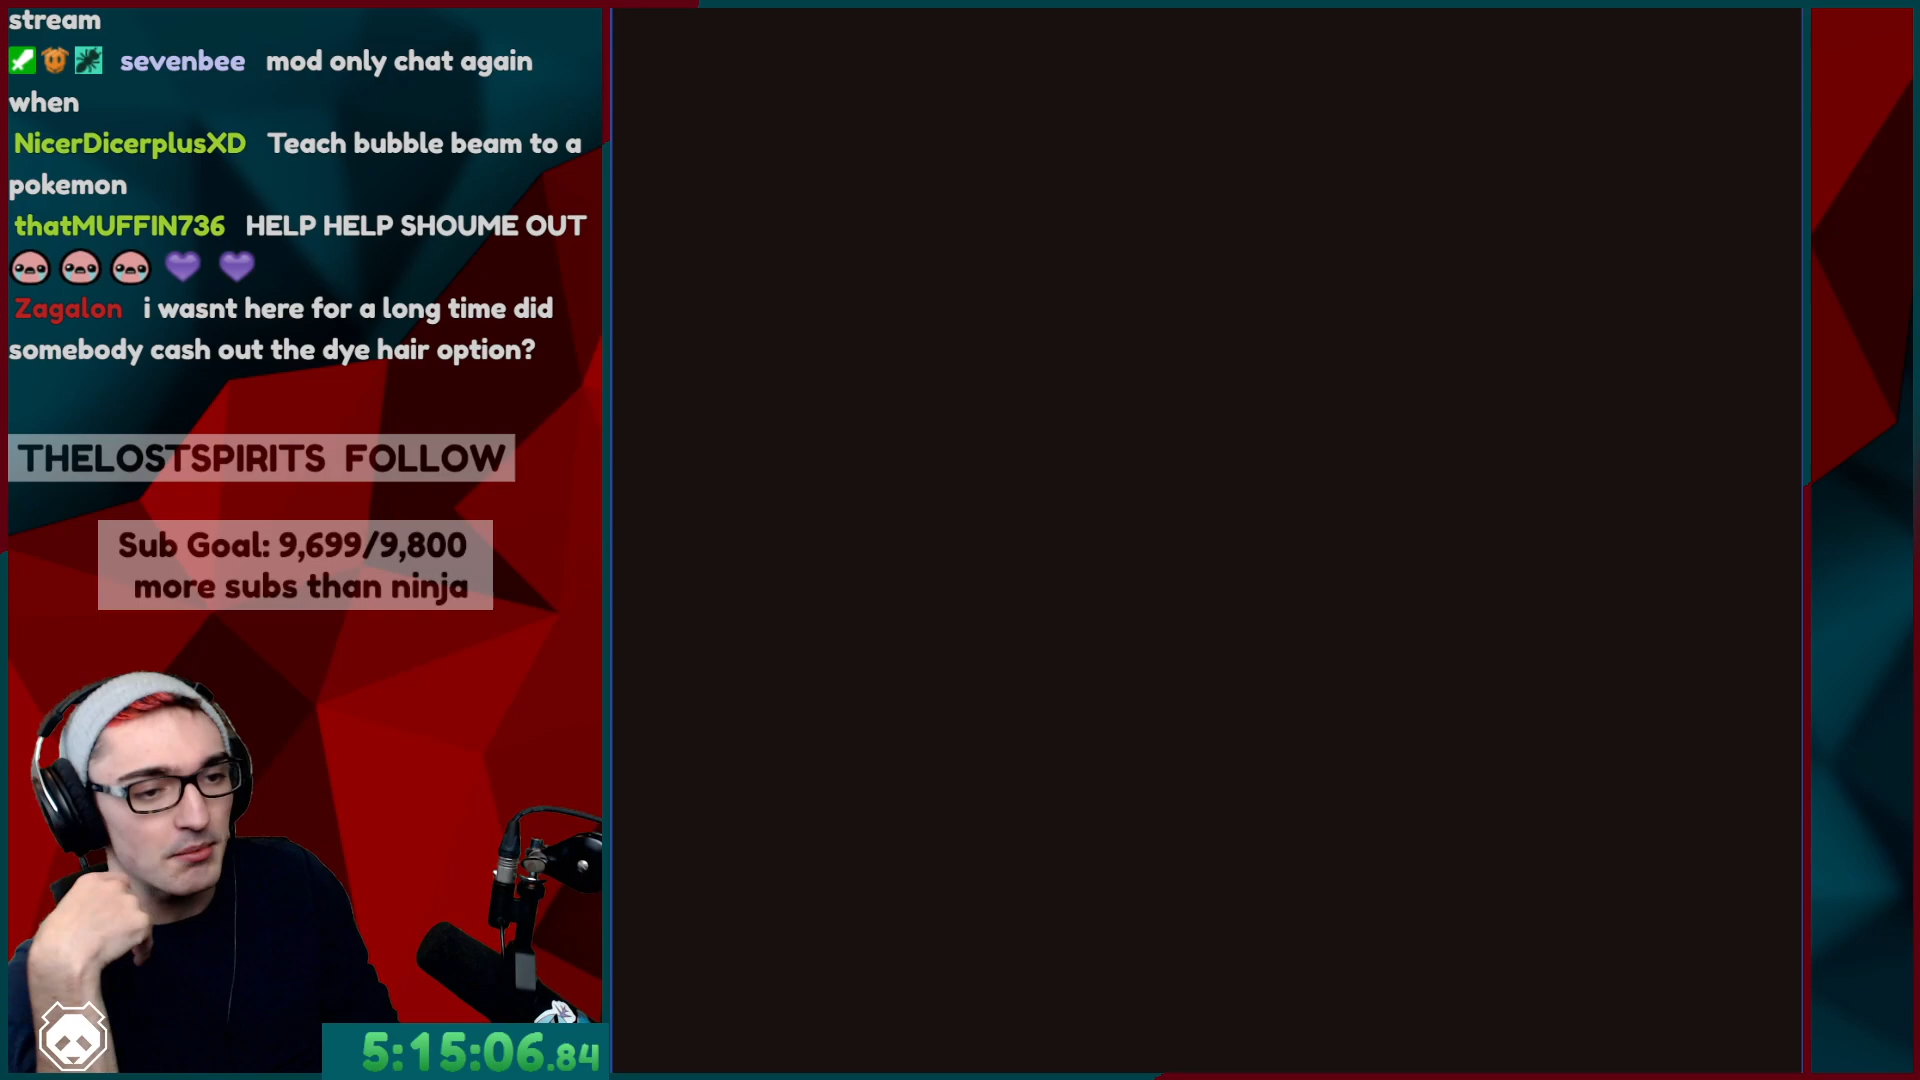 stream
sevenbee mod only chat again
when
NicerDicerplusXD Teach bubble beam to a
pokemon
thatMUFFIN736 HELP HELP SHOUME OUT
Zagalon i wasnt here for a long time did
somebody cash out the dye hair option?
THELOSTSPIRITS FOLLOW
Sub Goal: 9,699/9,800
more subs than ninja
5:15:06.84